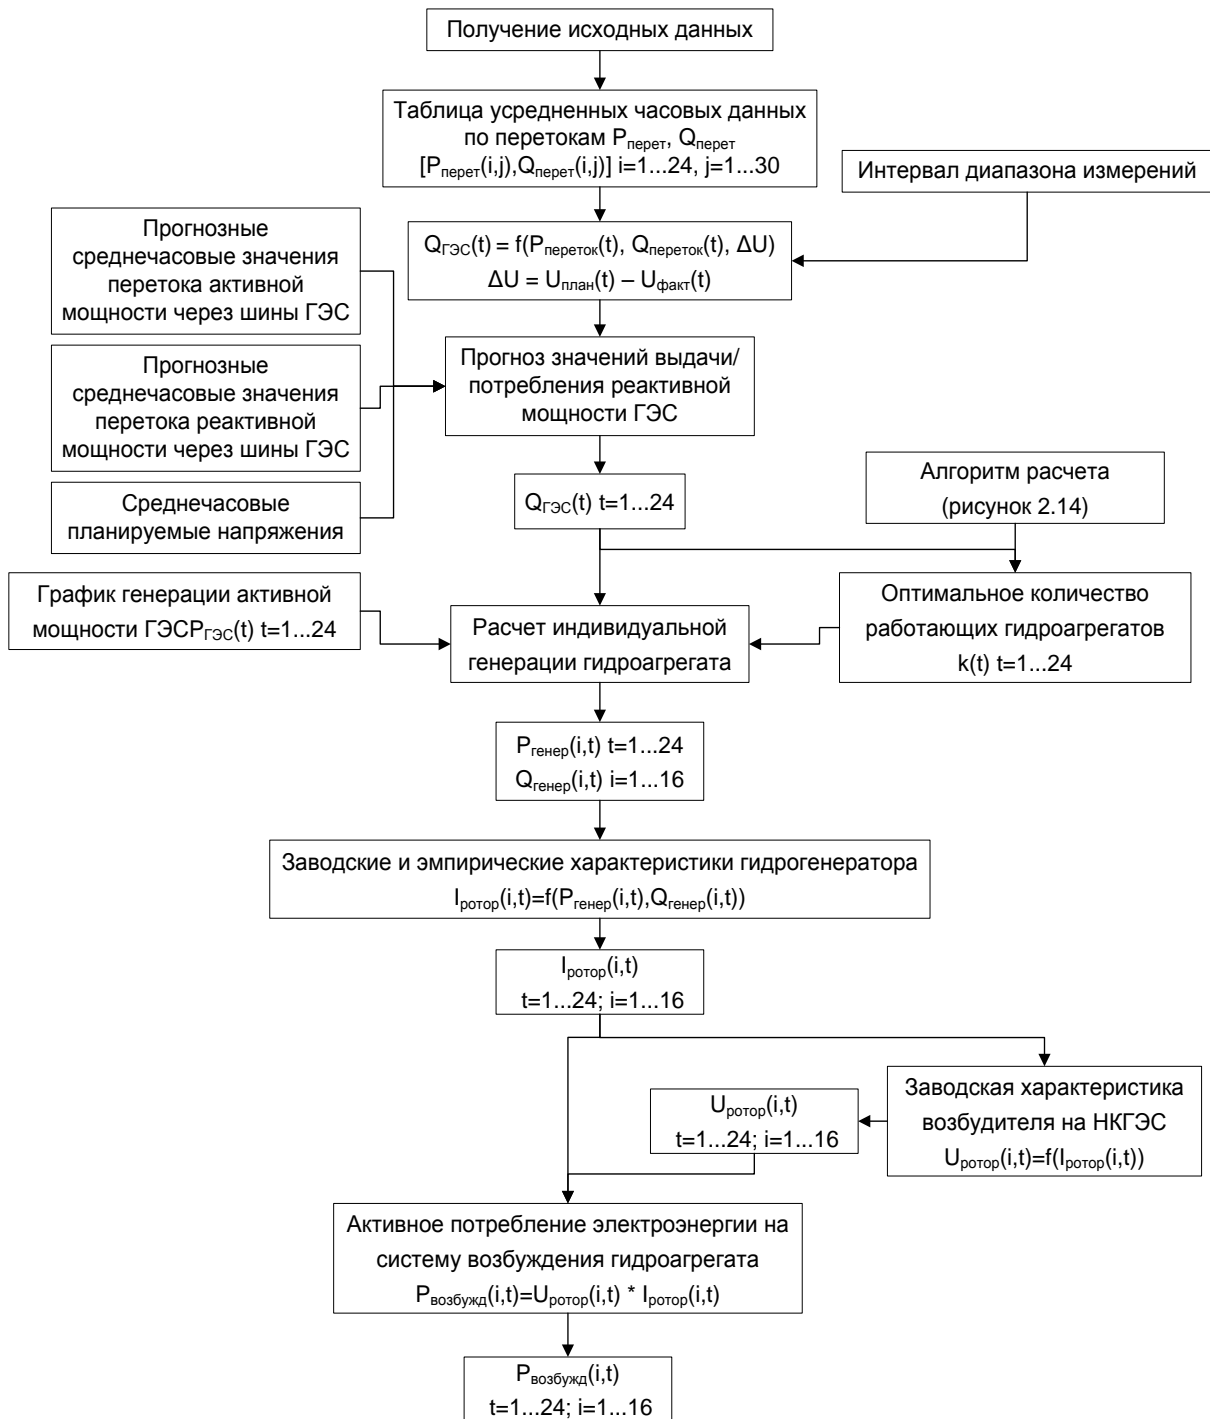 Получение исходных данных
Таблица усредненных часовых данных
по перетокам Pперет, Qперет
[Pперет(i,j),Qперет(i,j)] i=1...24, j=1...30
Интервал диапазона измерений
Прогнозные
среднечасовые значения
перетока активной
мощности через шины ГЭС
QГЭС(t) = f(Pпереток(t), Qпереток(t), ΔU)
ΔU = Uплан(t) – Uфакт(t)
Прогнозные
среднечасовые значения
перетока реактивной
мощности через шины ГЭС
Прогноз значений выдачи/
потребления реактивной
мощности ГЭС
Среднечасовые
планируемые напряжения
QГЭС(t) t=1...24
Алгоритм расчета
(рисунок 2.14)
График генерации активной
мощности ГЭСPГЭС(t) t=1...24
Расчет индивидуальной
генерации гидроагрегата
Оптимальное количество
работающих гидроагрегатов
k(t) t=1...24
Pгенер(i,t) t=1...24
Qгенер(i,t) i=1...16
Заводские и эмпирические характеристики гидрогенератора
Iротор(i,t)=f(Pгенер(i,t),Qгенер(i,t))
Iротор(i,t)
t=1...24; i=1...16
Заводская характеристика
возбудителя на НКГЭС
Uротор(i,t)=f(Iротор(i,t))
Uротор(i,t)
t=1...24; i=1...16
Активное потребление электроэнергии на
систему возбуждения гидроагрегата
Pвозбужд(i,t)=Uротор(i,t) * Iротор(i,t)
Pвозбужд(i,t)
t=1...24; i=1...16